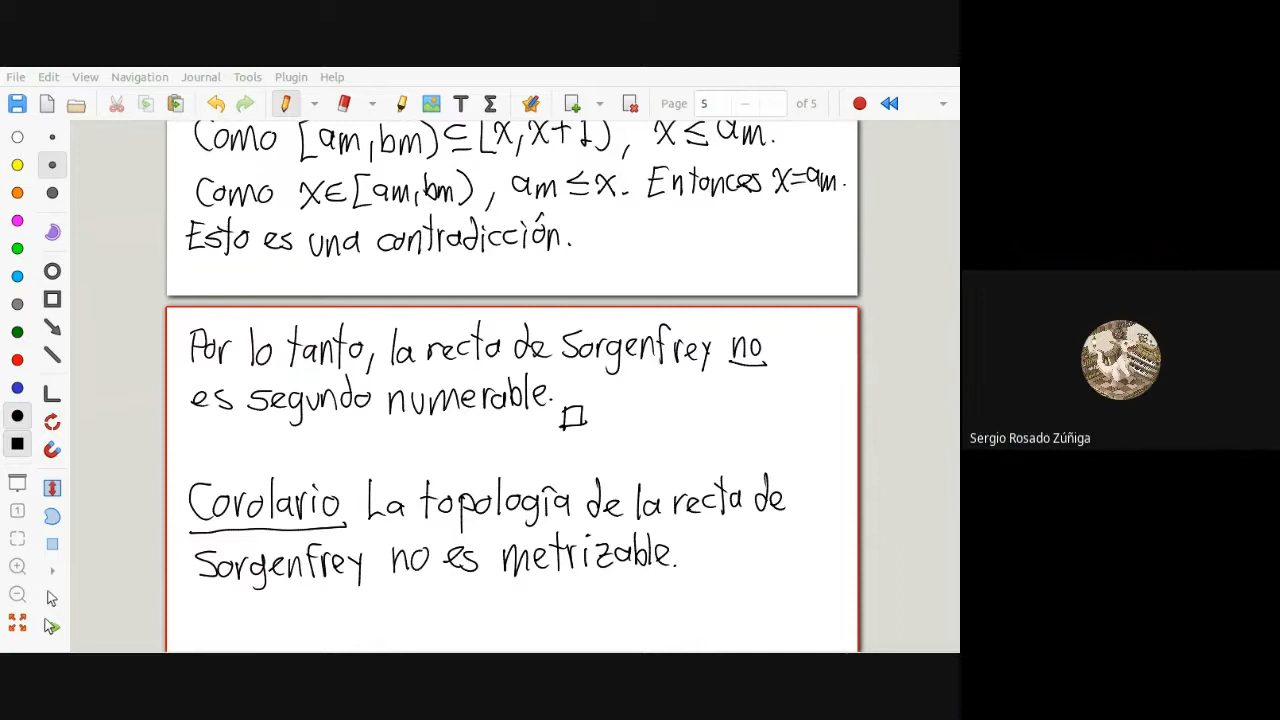 File Edit View Navigation Journal Tools Plugin Help
Page 5 of 5
Como [am, bm) ⊆ [x, x+1), x ≤ am.
Como x ∈ [am, bm), am ≤ x. Entonces x=am.
Esto es una contradicción.
Por lo tanto, la recta de Sorgenfrey no
es segundo numerable. □
Corolario La topología de la recta de
Sorgenfrey no es metrizable.
Sergio Rosado Zúñiga